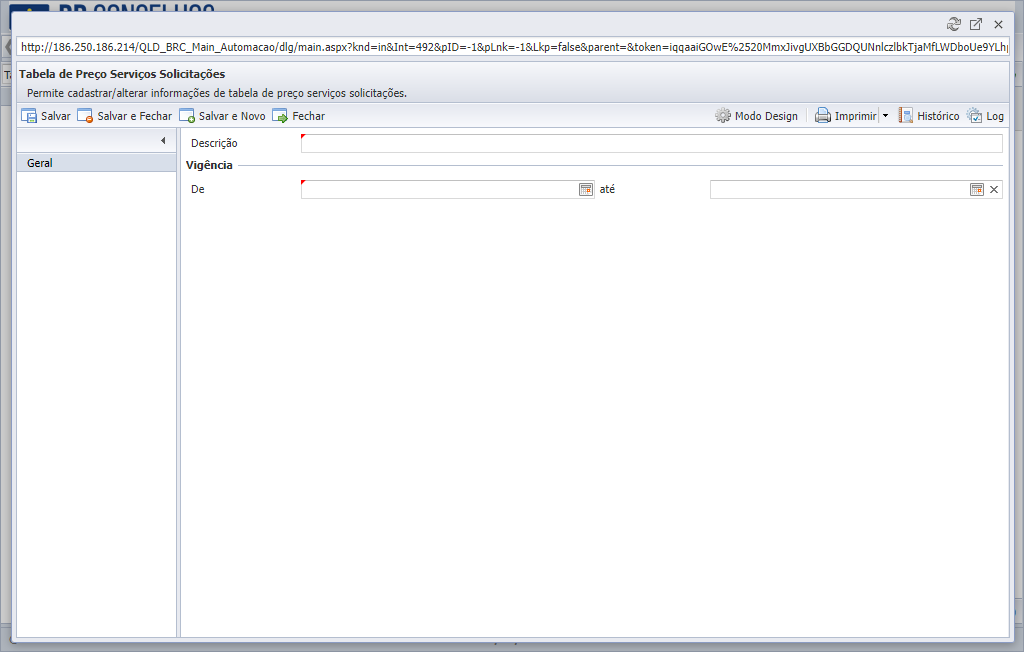 http://186.250.186.214/QLD_BRC_Main_Automacao/dlg/main.aspx?knd=in&Int=492&pID=-1&pLnk=-1&Lkp=false&parent=&token=iqqaaiGOwE%2520MmxJivgUXBbGGDQUNnlczlbkTjaMfLWDboUe9YLh
Tabela de Preço Serviços Solicitações
Permite cadastrar/alterar informações de tabela de preço serviços solicitações.
Salvar Salvar e Fechar Salvar e Novo Fechar Modo Design Imprimir Histórico Log
Geral
Descrição
Vigência
De até